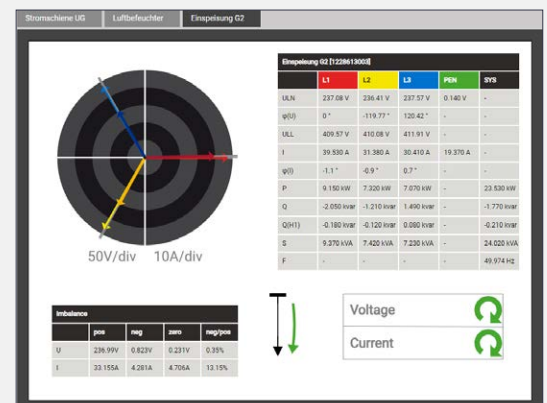 Stromachiene UG Luftbefeuchter Einspeisung G2
Einspeisung G2 [1228613003]
L1 L2 L3 PEN SYS
ULN 237.08 V 236.41 V 237.57 V 0.140 V -
φ(U) 0 ° -119.77 ° 120.42 ° - -
ULL 409.57 V 410.08 V 411.91 V - -
I 39.530 A 31.380 A 30.410 A 19.370 A -
φ(I) -1.1 ° -0.9 ° 0.7 ° - -
P 9.150 kW 7.320 kW 7.070 kW - 23.530 kW
Q -2.050 kvar -1.210 kvar 1.490 kvar - -1.770 kvar
Q(H1) -0.180 kvar -0.120 kvar 0.080 kvar - -0.210 kvar
S 9.370 kVA 7.420 kVA 7.230 kVA - 24.020 kVA
F - - - - 49.974 Hz
50V/div 10A/div
Imbalance
pos neg zero neg/pos
U 236.99V 0.823V 0.231V 0.35%
I 33.155A 4.281A 4.706A 13.15%
Voltage
Current